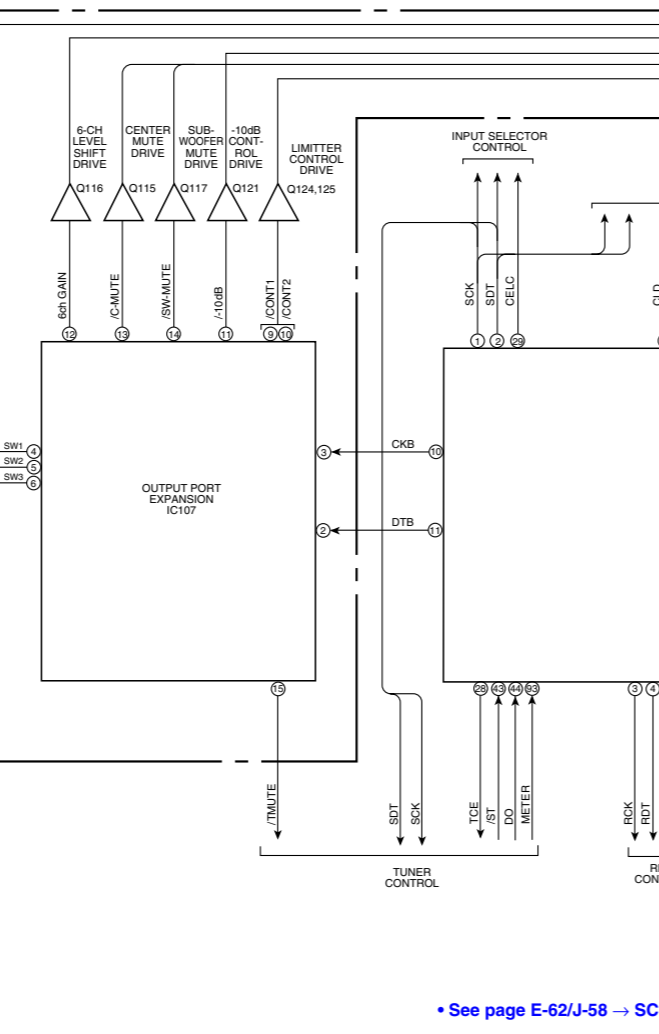 INPUT SELECTOR
CONTROL
6-CH
LEVEL
SHIFT
DRIVE
CENTER
MUTE
DRIVE
SUB-
WOOFER
MUTE
DRIVE
-10dB
CONT-
ROL
DRIVE
LIMITTER
CONTROL
DRIVE
Q116
Q115
Q117
Q121
Q124,125
6ch GAIN
/C-MUTE
/SW-MUTE
/-10dB
/CONT1
/CONT2
SCK
SDT
CELC
12
13
14
11
9
10
1
2
29
SW1
4
SW2
5
SW3
6
3
CKB
10
OUTPUT PORT
EXPANSION
IC107
2
DTB
11
15
28
43
44
93
3
4
/TMUTE
SDT
SCK
TCE
/ST
DO
METER
RCK
RDT
TUNER
CONTROL
CON
• See page E-62/J-58 → SC